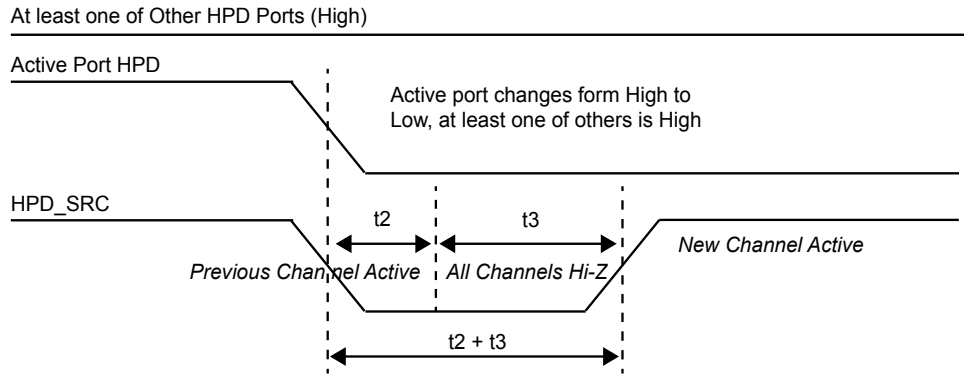 At least one of Other HPD Ports (High)
Active Port HPD
Active port changes form High to
Low, at least one of others is High
HPD_SRC
t2
t3
New Channel Active
Previous Channel Active
All Channels Hi-Z
t2 + t3